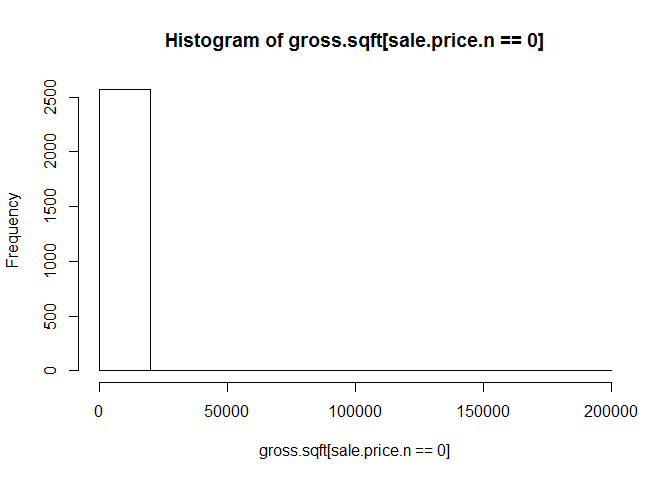 Histogram of gross.sqft[sale.price.n == 0]
Frequency
2500
2000
1500
1000
500
0
0 50000 100000 150000 200000
gross.sqft[sale.price.n == 0]